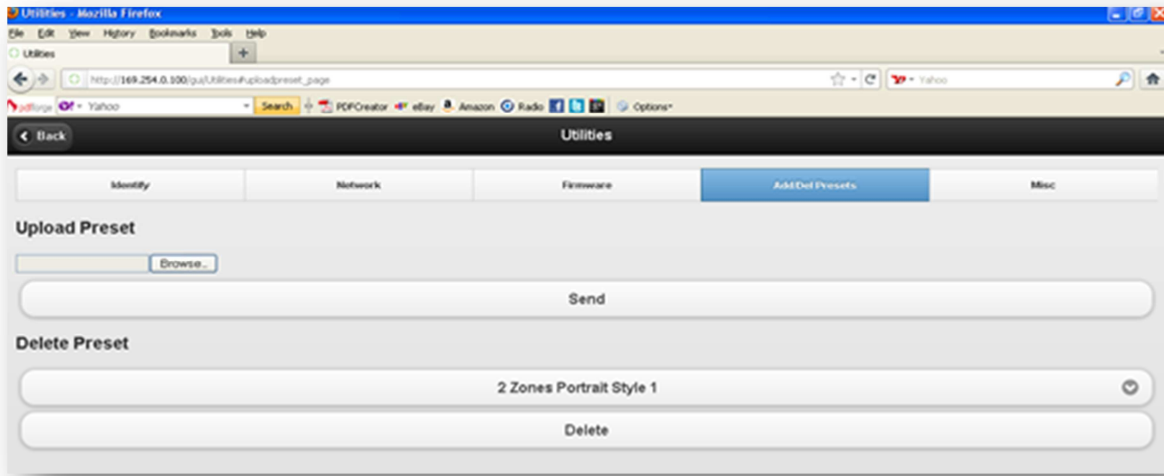 Utilities - Mozilla Firefox
File Edit View History Bookmarks Tools Help
Utilities +
http://169.254.0.100/gui/Utilities#uploadpreset_page Yahoo
pdfforge Yahoo Search PDFCreator eBay Amazon Radio Options
Back Utilities
Identify Network Firmware Add/Del Presets Misc
Upload Preset
Browse..
Send
Delete Preset
2 Zones Portrait Style 1
Delete